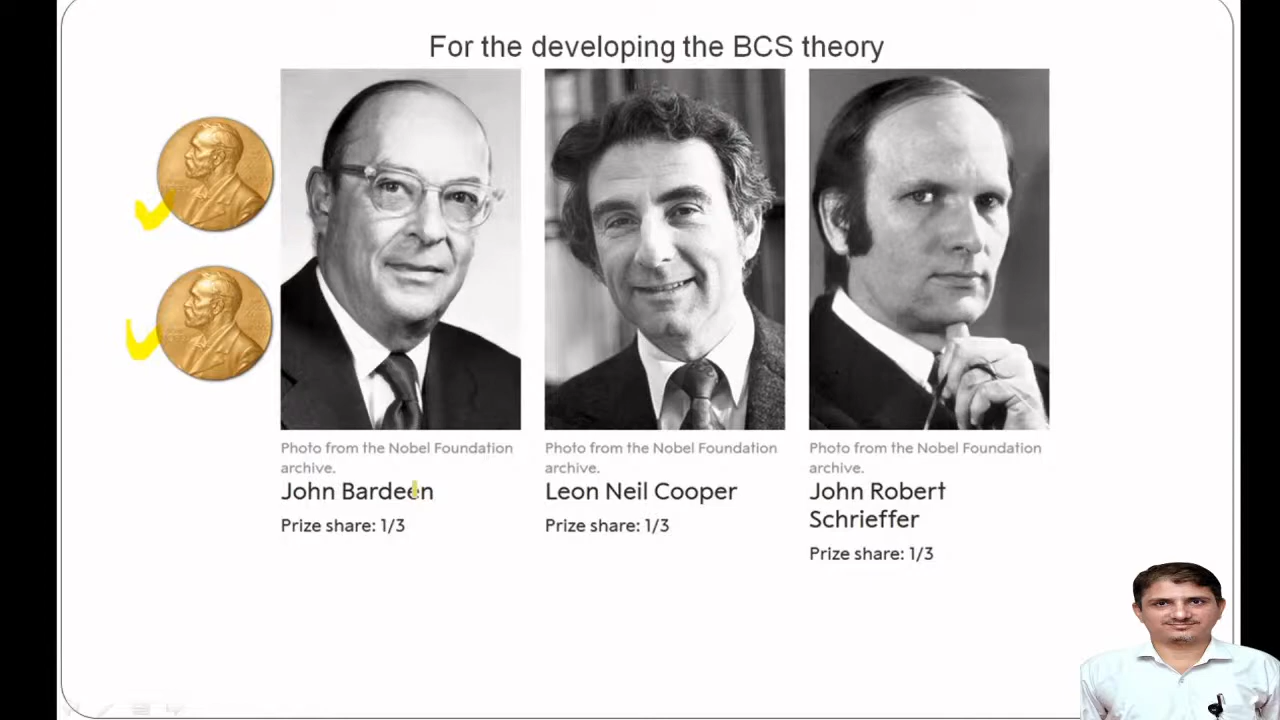 For the developing the BCS theory
Photo from the Nobel Foundation
archive.
John Bardeen
Prize share: 1/3
Photo from the Nobel Foundation
archive.
Leon Neil Cooper
Prize share: 1/3
Photo from the Nobel Foundation
archive.
John Robert
Schrieffer
Prize share: 1/3